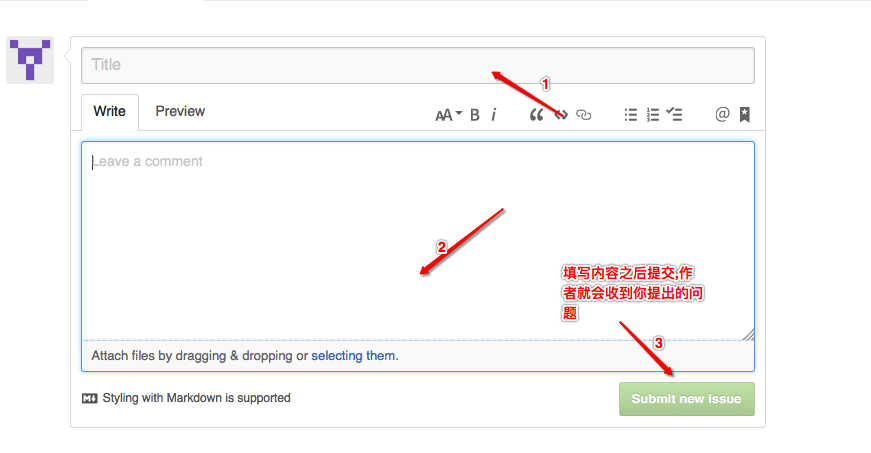 Title
1
Write
Preview
AA B i
@
Leave a comment
2
填写内容之后提交,作
者就会收到你提出的问
题
3
Attach files by dragging & dropping or selecting them.
Styling with Markdown is supported
Submit new issue